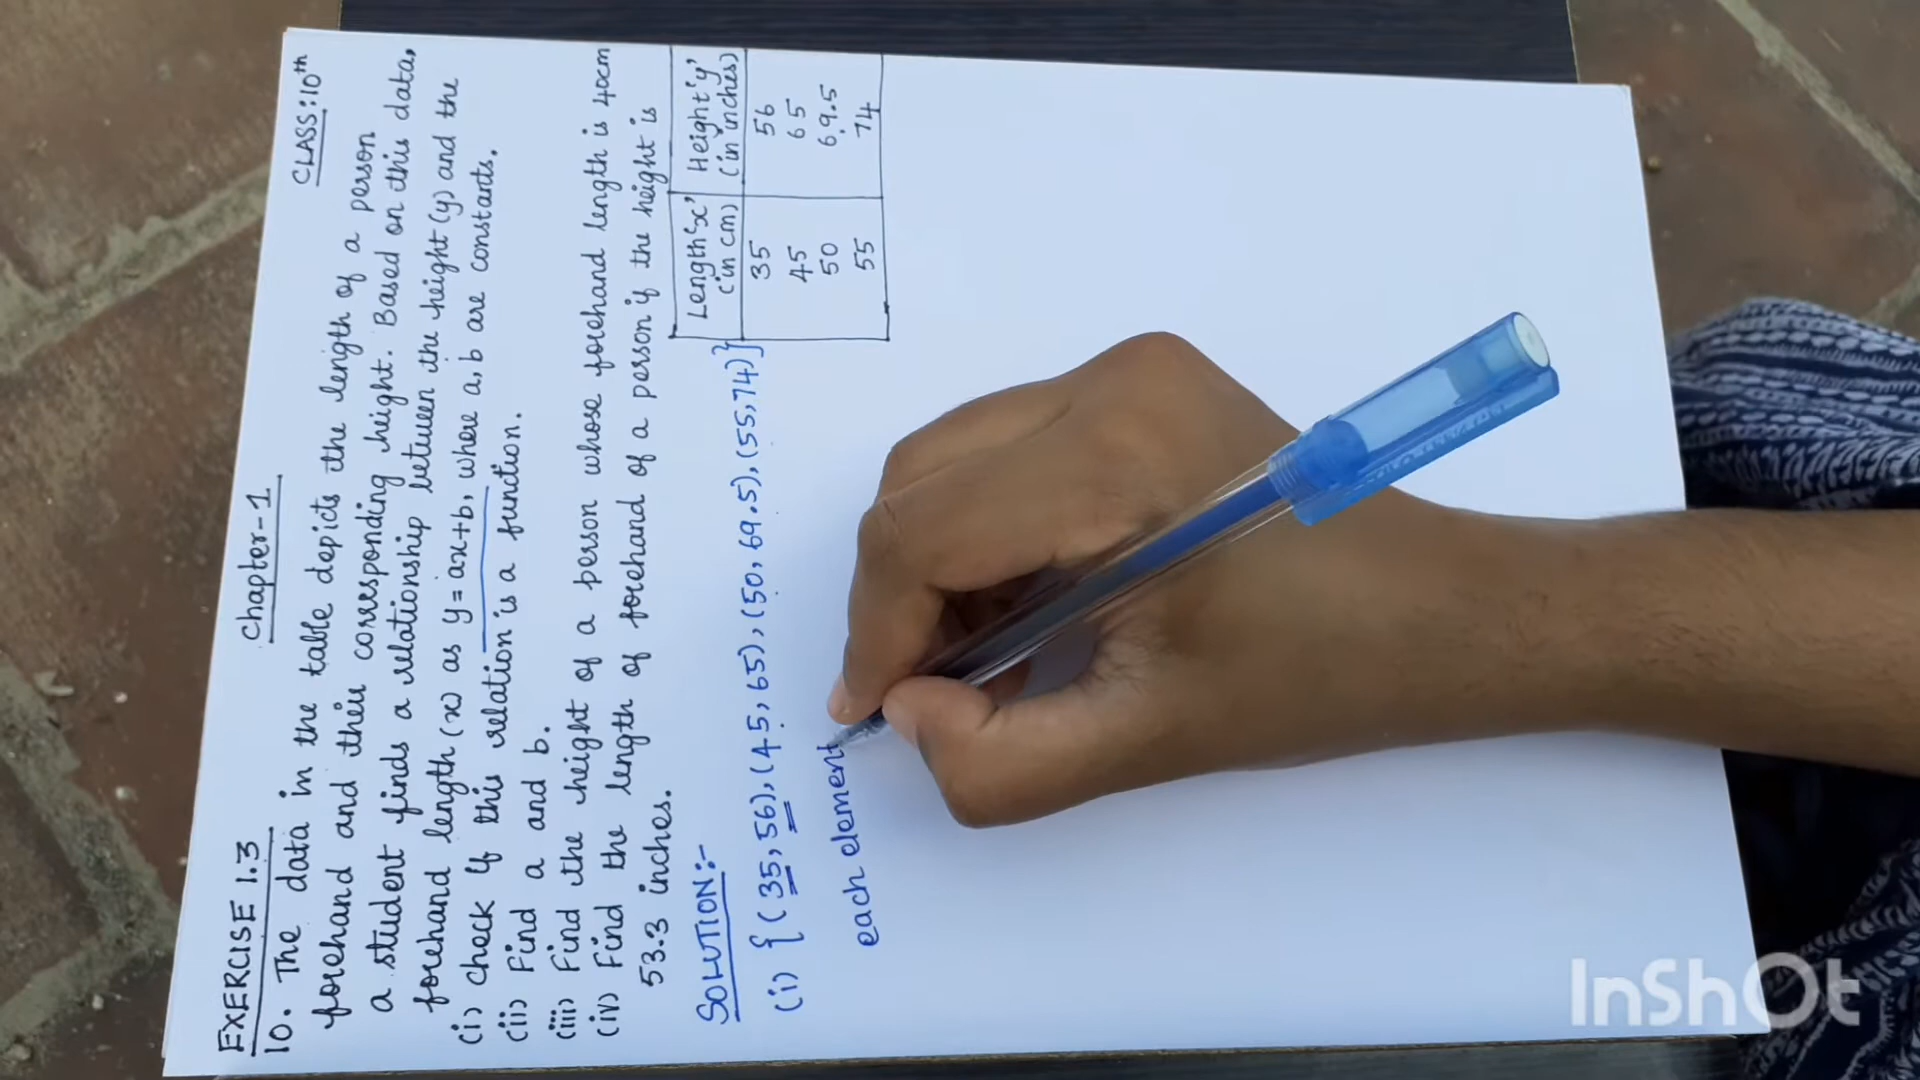 CLASS:10th
Chapter-1
EXERCISE 1.3
10. The data in the table depicts the length of a person
forehand and their corresponding height. Based on this data,
a student finds a relationship between the height (y) and the
forehand length (x) as y = ax+b, where a, b are constants.
(i) check if this relation is a function.
(ii) Find a and b.
(iii) Find the height of a person whose forehand length is 40cm
(iv) Find the length of forehand of a person if the height is
53.3 inches.
Length 'x' Height 'y'
(in cm) (in inches)
35 56
45 65
50 69.5
55 74
SOLUTION:-
(i) {(35,56),(45,65),(50,69.5),(55,74)}
each element
InShOt